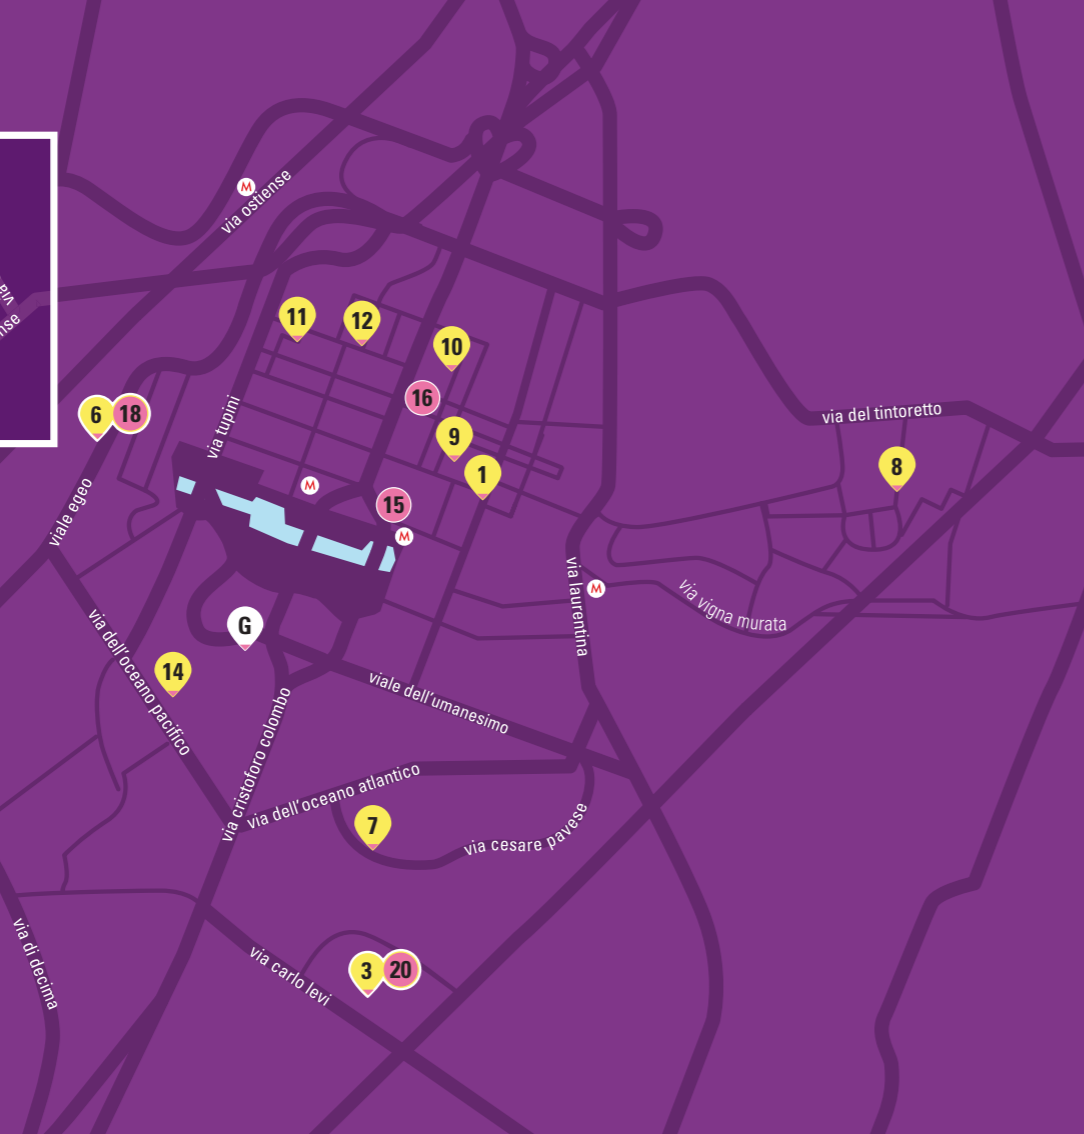 M
via ostiense
via
nse
11
12
10
16
via tupini
6
18
9
1
via del tintoretto
8
M
15
M
viale egeo
via laurentina
M
via vigna murata
via dell'oceano pacifico
G
14
viale dell'umanesimo
via cristoforo colombo
via dell'oceano atlantico
7
via cesare pavese
via di decima
via carlo levi
3
20